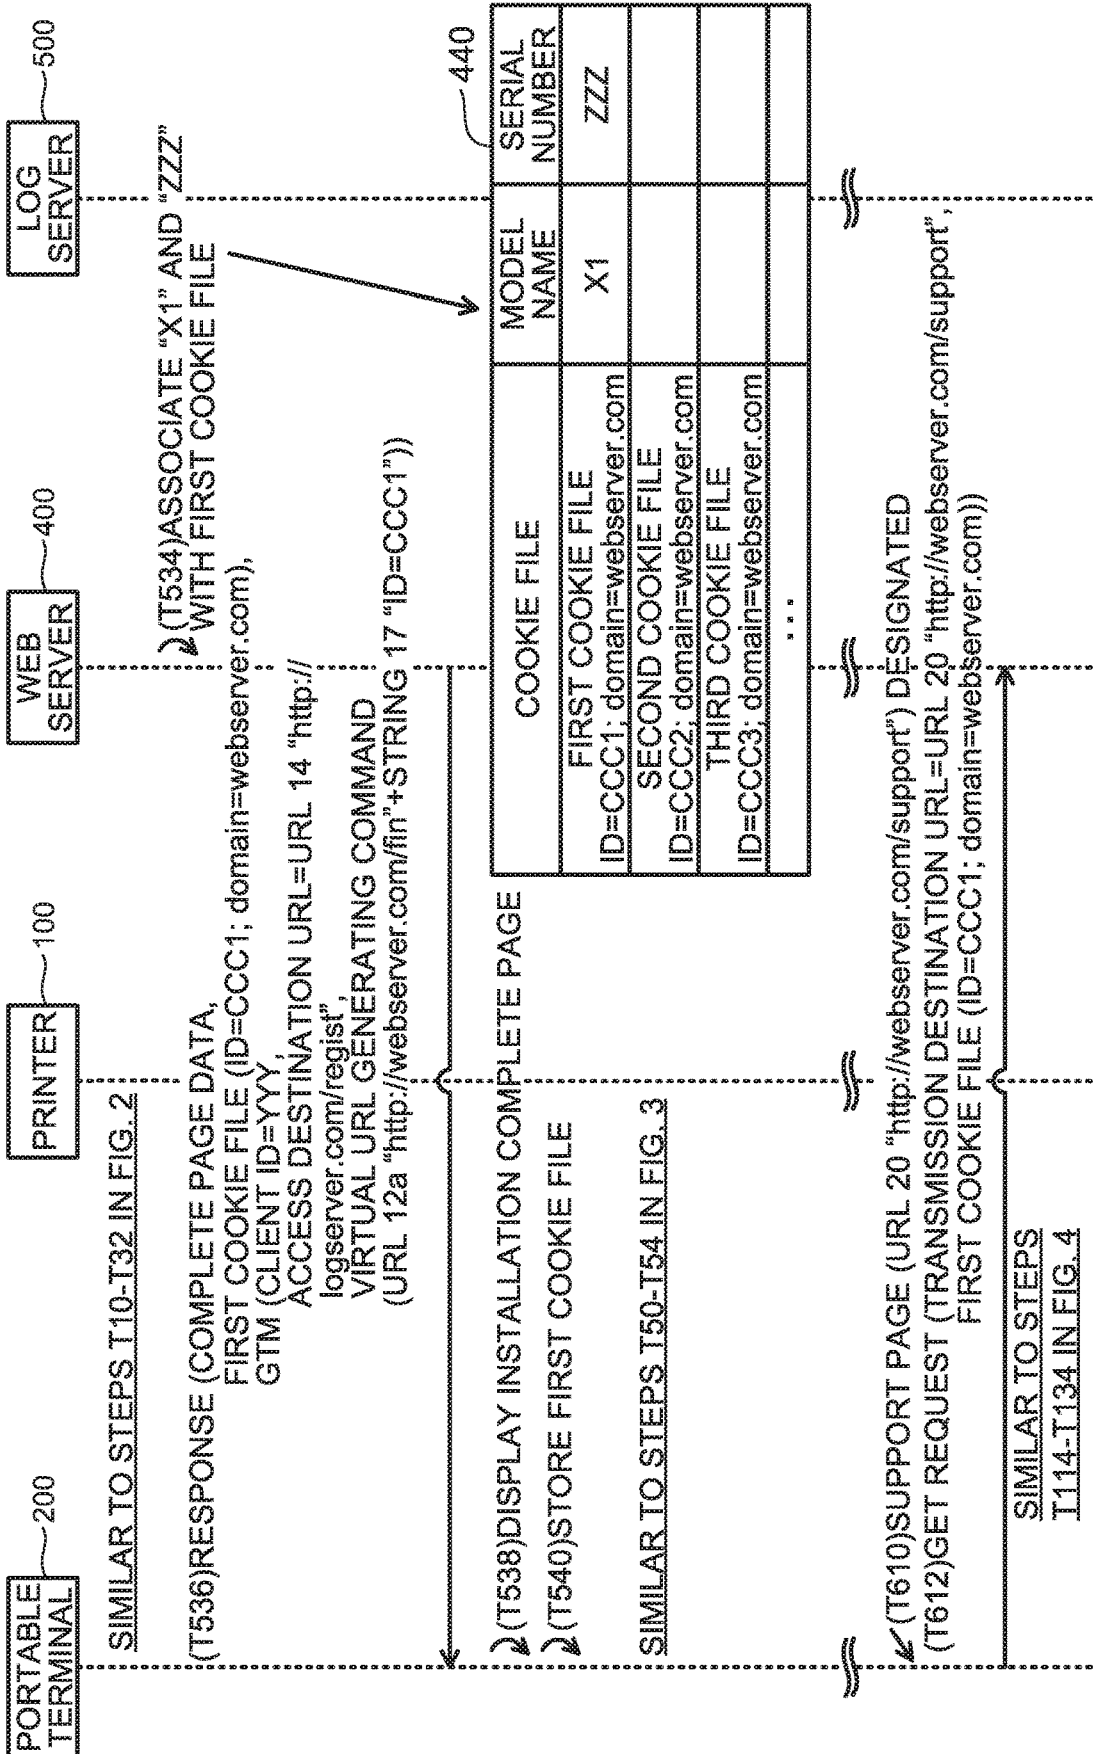 PORTABLE
TERMINAL
200
PRINTER
100
WEB
SERVER
400
LOG
SERVER
500
SIMILAR TO STEPS T10-T32 IN FIG. 2
(T534)ASSOCIATE “X1” AND “ZZZ”
WITH FIRST COOKIE FILE
(T536)RESPONSE (COMPLETE PAGE DATA,
FIRST COOKIE FILE (ID=CCC1; domain=webserver.com),
GTM (CLIENT ID=YYY,
ACCESS DESTINATION URL=URL 14 “http://
logserver.com/regist”,
VIRTUAL URL GENERATING COMMAND
(URL 12a “http://webserver.com/fin”+STRING 17 “ID=CCC1”))
440
COOKIE FILE
MODEL
NAME
SERIAL
NUMBER
FIRST COOKIE FILE
ID=CCC1; domain=webserver.com
X1
ZZZ
SECOND COOKIE FILE
ID=CCC2; domain=webserver.com
THIRD COOKIE FILE
ID=CCC3; domain=webserver.com
...
(T538)DISPLAY INSTALLATION COMPLETE PAGE
(T540)STORE FIRST COOKIE FILE
SIMILAR TO STEPS T50-T54 IN FIG. 3
(T610)SUPPORT PAGE (URL 20 “http://webserver.com/support”) DESIGNATED
(T612)GET REQUEST (TRANSMISSION DESTINATION URL=URL 20 “http://webserver.com/support”,
FIRST COOKIE FILE (ID=CCC1; domain=webserver.com))
SIMILAR TO STEPS
T114-T134 IN FIG. 4